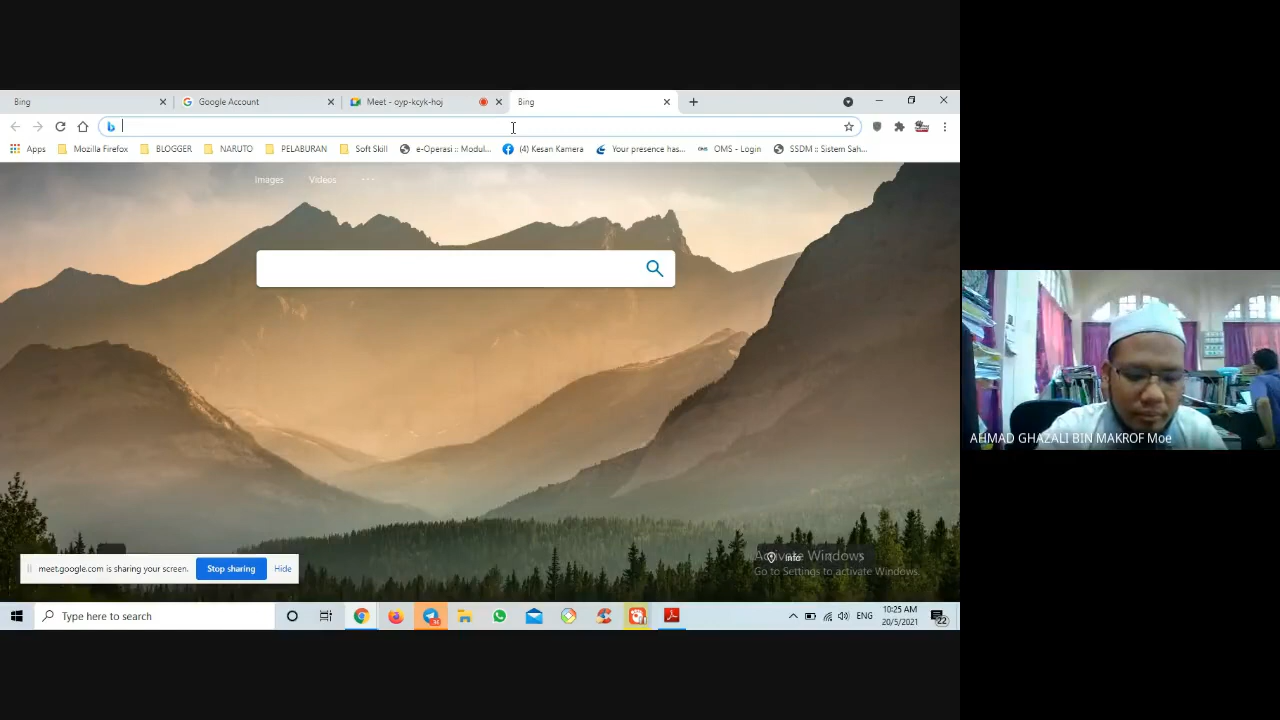 Bing
Google Account
Meet - oyp-kcyk-hoj
Bing
Apps
Mozilla Firefox
BLOGGER
NARUTO
PELABURAN
Soft Skill
e-Operasi :: Modul...
(4) Kesan Kamera
Your presence has...
OMS - Login
SSDM :: Sistem Sah...
Images
Videos
AHMAD GHAZALI BIN MAKROF Moe
Activate Windows
Info
Go to Settings to activate Windows.
meet.google.com is sharing your screen.
Stop sharing
Hide
Type here to search
ENG
10:25 AM
20/5/2021
22